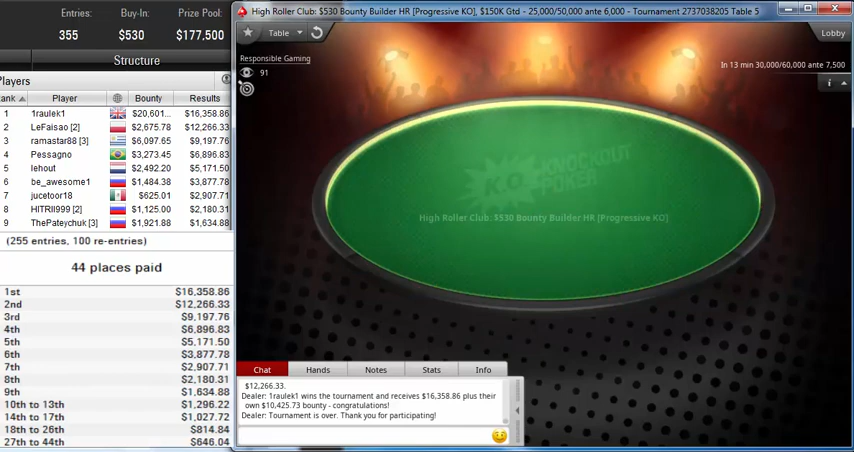 Entries: Buy-In: Prize Pool:
355 $530 $177,500
Structure
Players
Rank Player Bounty Results
1 1raulek1 $20,601... $16,358.86
2 LeFaisao [2] $2,675.78 $12,266.33
3 ramastar88 [3] $6,097.65 $9,197.76
4 Pessagno $3,273.45 $6,896.83
5 lehout $2,492.20 $5,171.50
6 be_awesome1 $1,484.38 $3,877.78
7 jucetoor18 $625.01 $2,907.71
8 HITRII999 [2] $1,125.00 $2,180.31
9 ThePateychuk [3] $1,921.88 $1,634.88
(255 entries, 100 re-entries)
44 places paid
1st $16,358.86
2nd $12,266.33
3rd $9,197.76
4th $6,896.83
5th $5,171.50
6th $3,877.78
7th $2,907.71
8th $2,180.31
9th $1,634.88
10th to 13th $1,296.22
14th to 17th $1,027.72
18th to 26th $814.84
27th to 44th $646.04
High Roller Club: $530 Bounty Builder HR [Progressive KO], $150K Gtd - 25,000/50,000 ante 6,000 - Tournament 2737038205 Table 5
Table Lobby
Responsible Gaming
91
In 13 min 30,000/60,000 ante 7,500
K.O KNOCKOUT
POKER
High Roller Club: $530 Bounty Builder HR [Progressive KO]
Chat Hands Notes Stats Info
$12,266.33.
Dealer: 1raulek1 wins the tournament and receives $16,358.86 plus their
own $10,425.73 bounty - congratulations!
Dealer: Tournament is over. Thank you for participating!